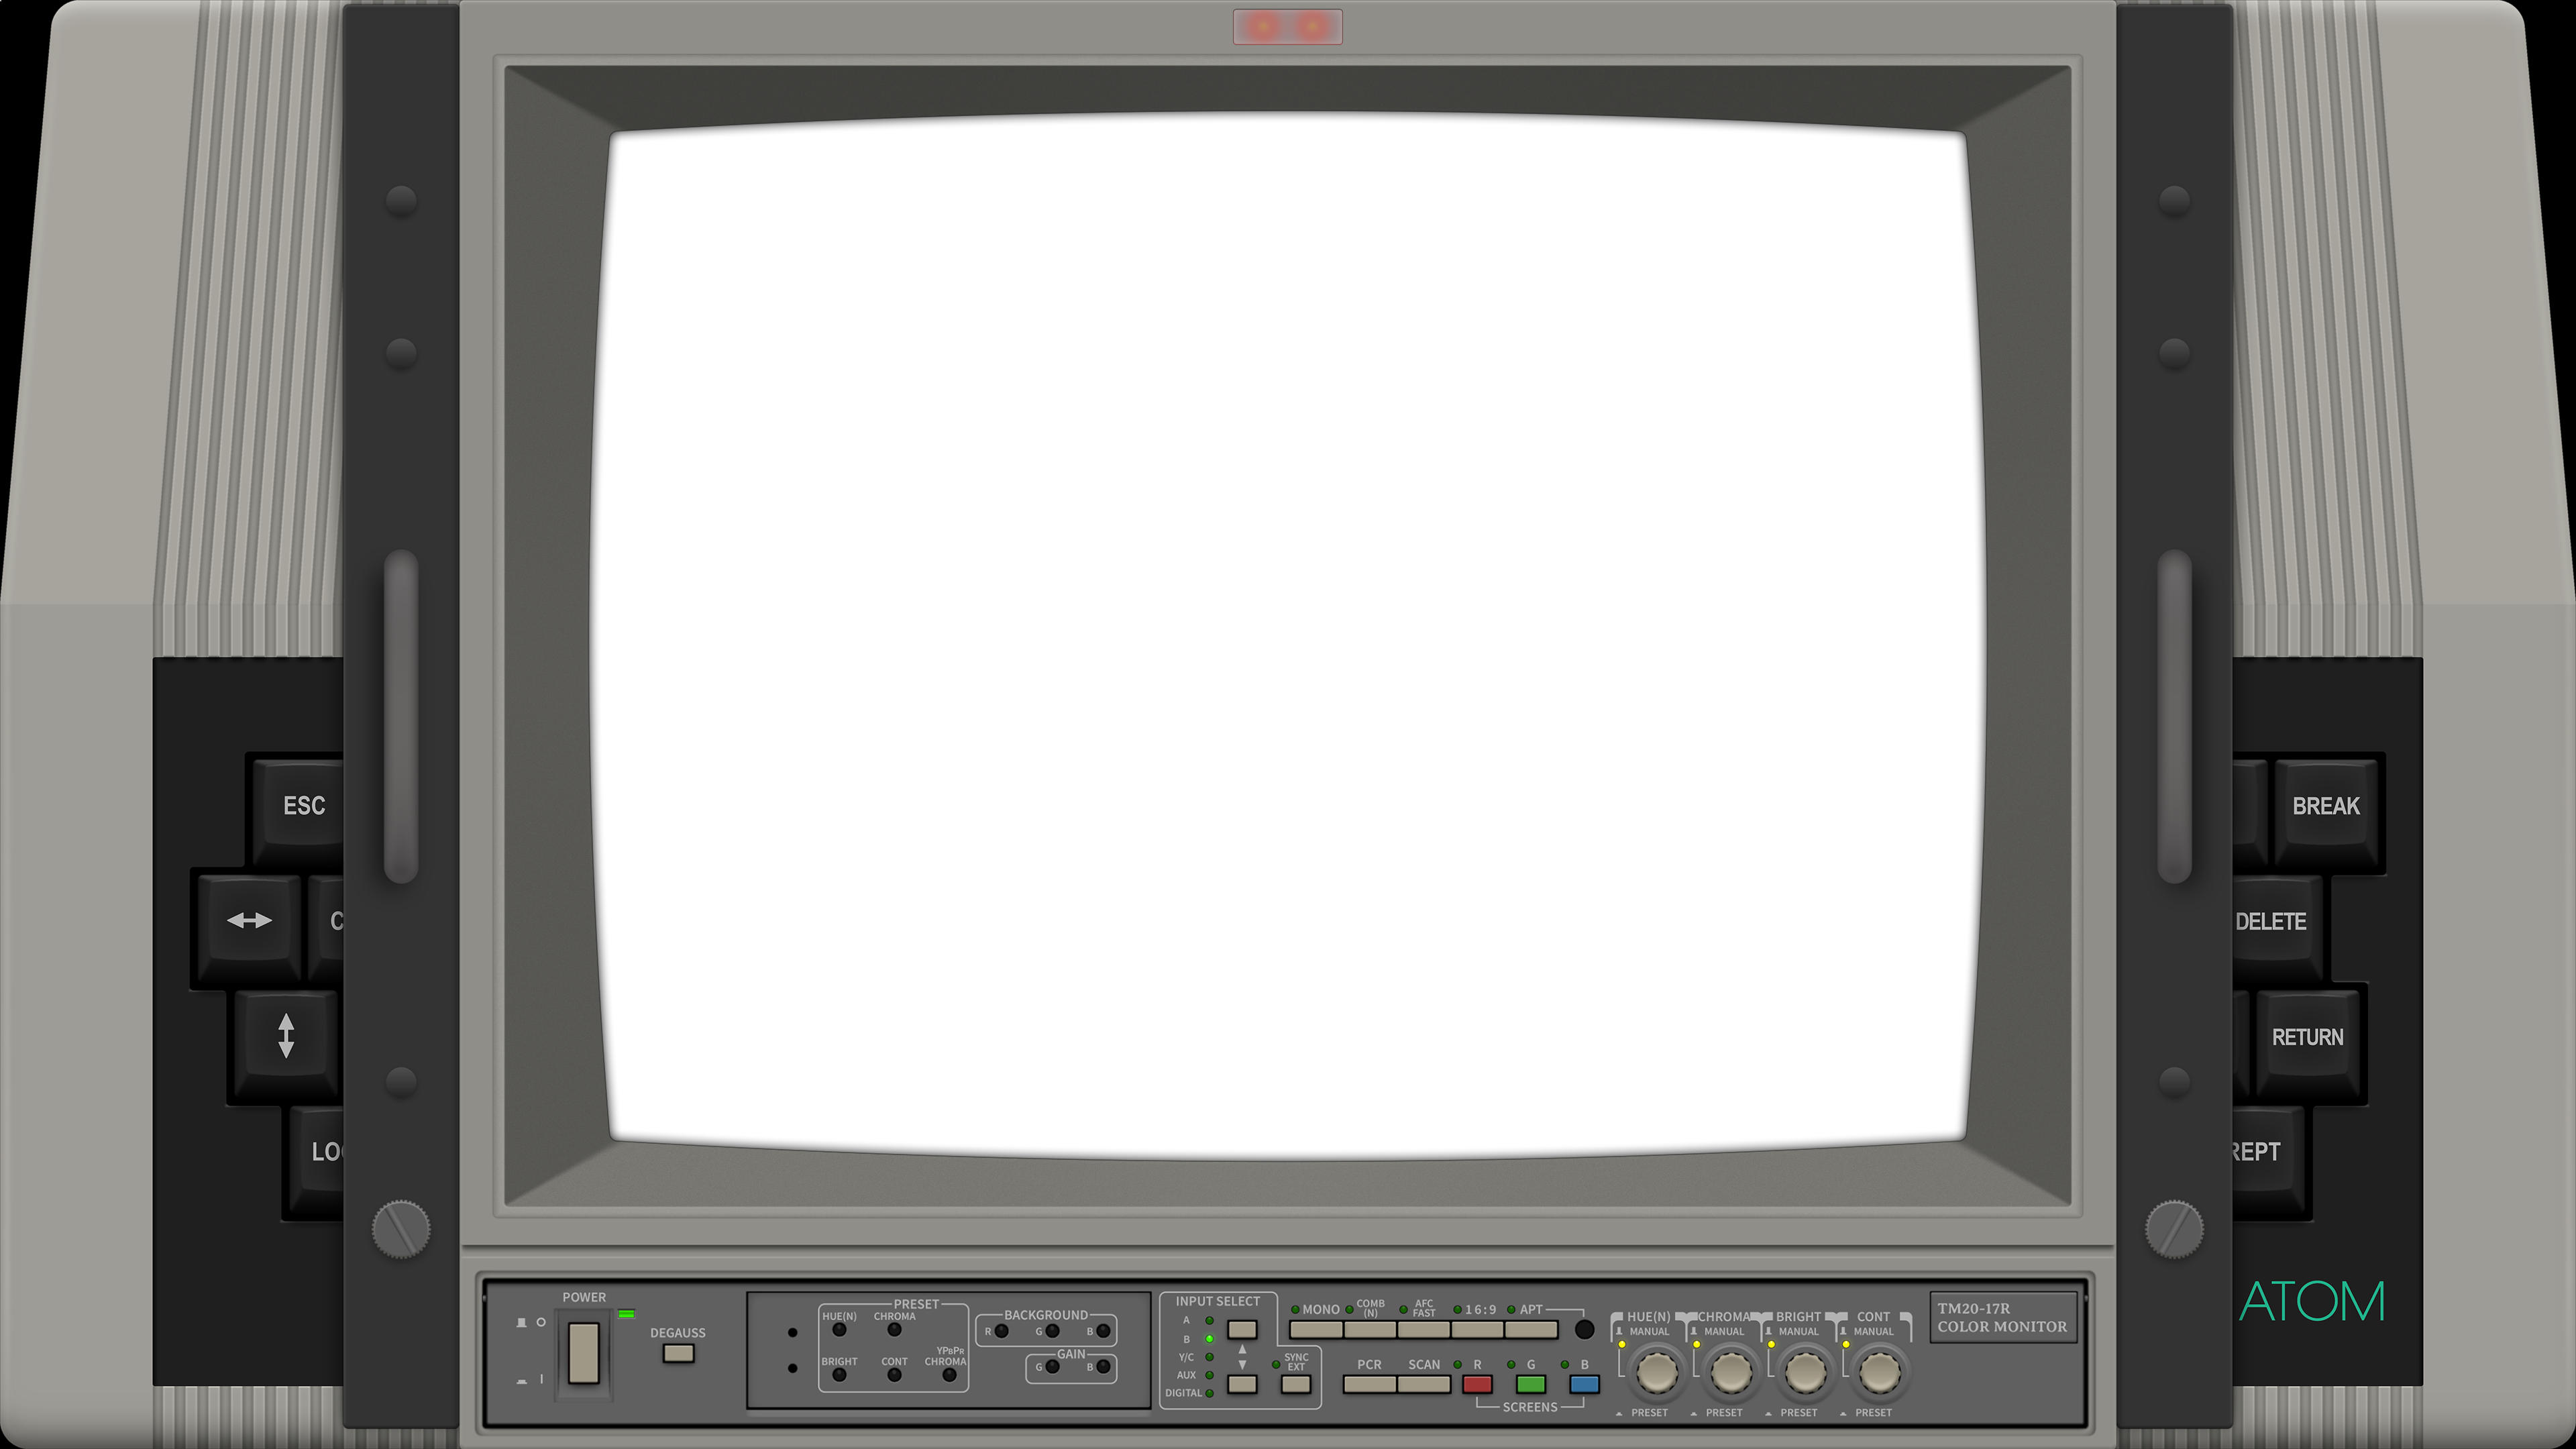 ESC
BREAK
DELETE
RETURN
REPT
ATOM
POWER
DEGAUSS
PRESET
HUE(N) CHROMA
BRIGHT CONT YPBPR CHROMA
BACKGROUND
R G B
GAIN
G B
INPUT SELECT
A
B
Y/C
AUX
DIGITAL
SYNC EXT
MONO COMB (N) AFC FAST 16:9 APT
PCR SCAN R G B
SCREENS
HUE(N) CHROMA BRIGHT CONT
MANUAL MANUAL MANUAL MANUAL
PRESET PRESET PRESET PRESET
TM20-17R
COLOR MONITOR